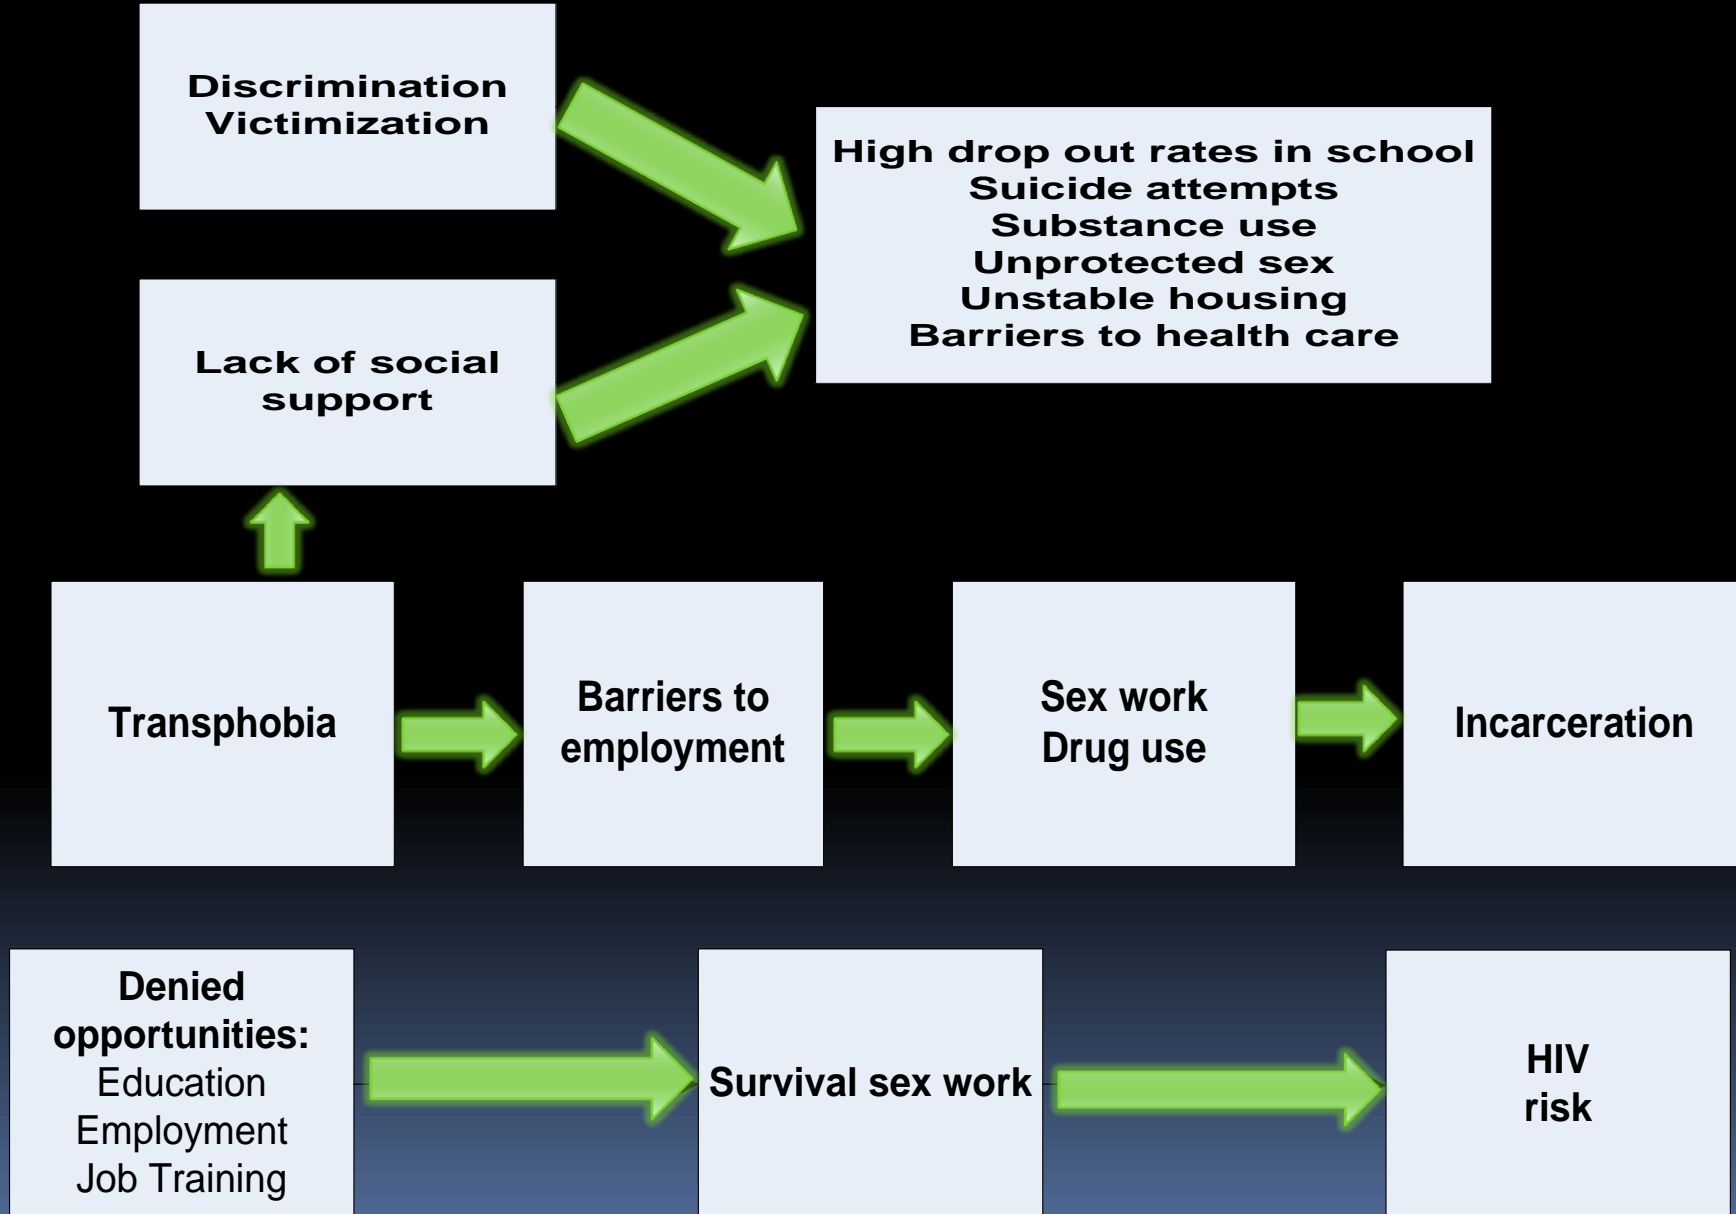 Discrimination
Victimization
High drop out rates in school
Suicide attempts
Substance use
Unprotected sex
Unstable housing
Barriers to health care
Lack of social
support
Transphobia
Barriers to
employment
Sex work
Drug use
Incarceration
Denied
opportunities:
Education
Employment
Job Training
Survival sex work
HIV
risk